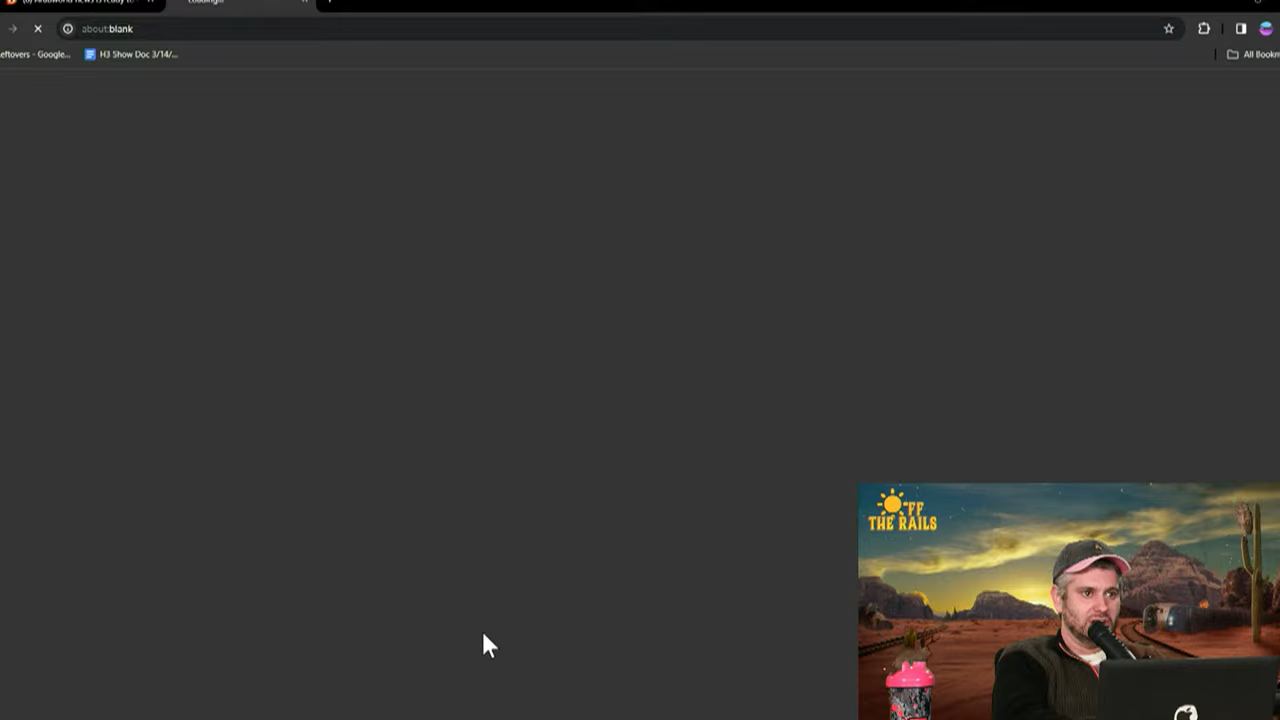 about:blank
eftovers - Google...
H3 Show Doc 3/14/...
All Bookm
FF
THE RAILS